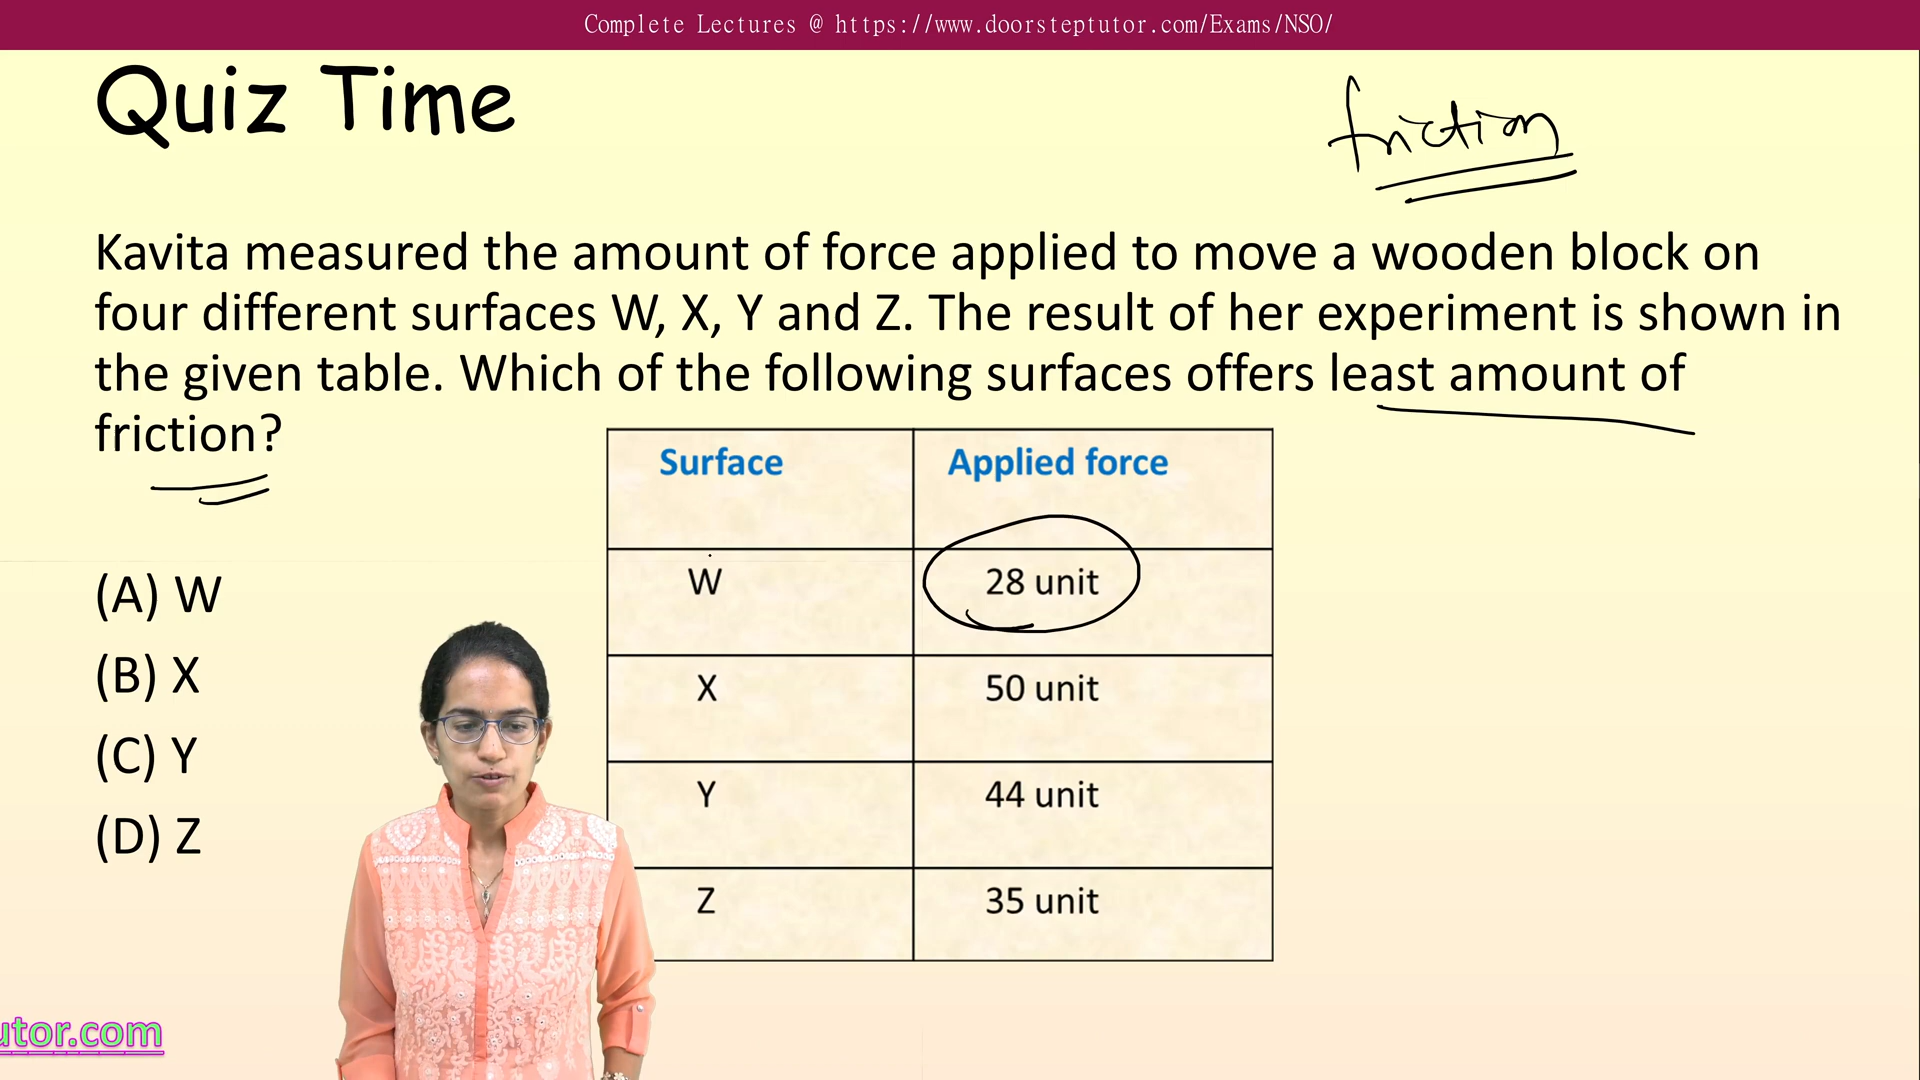 Complete Lectures @ https://www.doorsteptutor.com/Exams/NSO/
Quiz Time
friction
Kavita measured the amount of force applied to move a wooden block on
four different surfaces W, X, Y and Z. The result of her experiment is shown in
the given table. Which of the following surfaces offers least amount of
friction?
Surface Applied force
W 28 unit
X 50 unit
Y 44 unit
Z 35 unit
(A) W
(B) X
(C) Y
(D) Z
utor.com